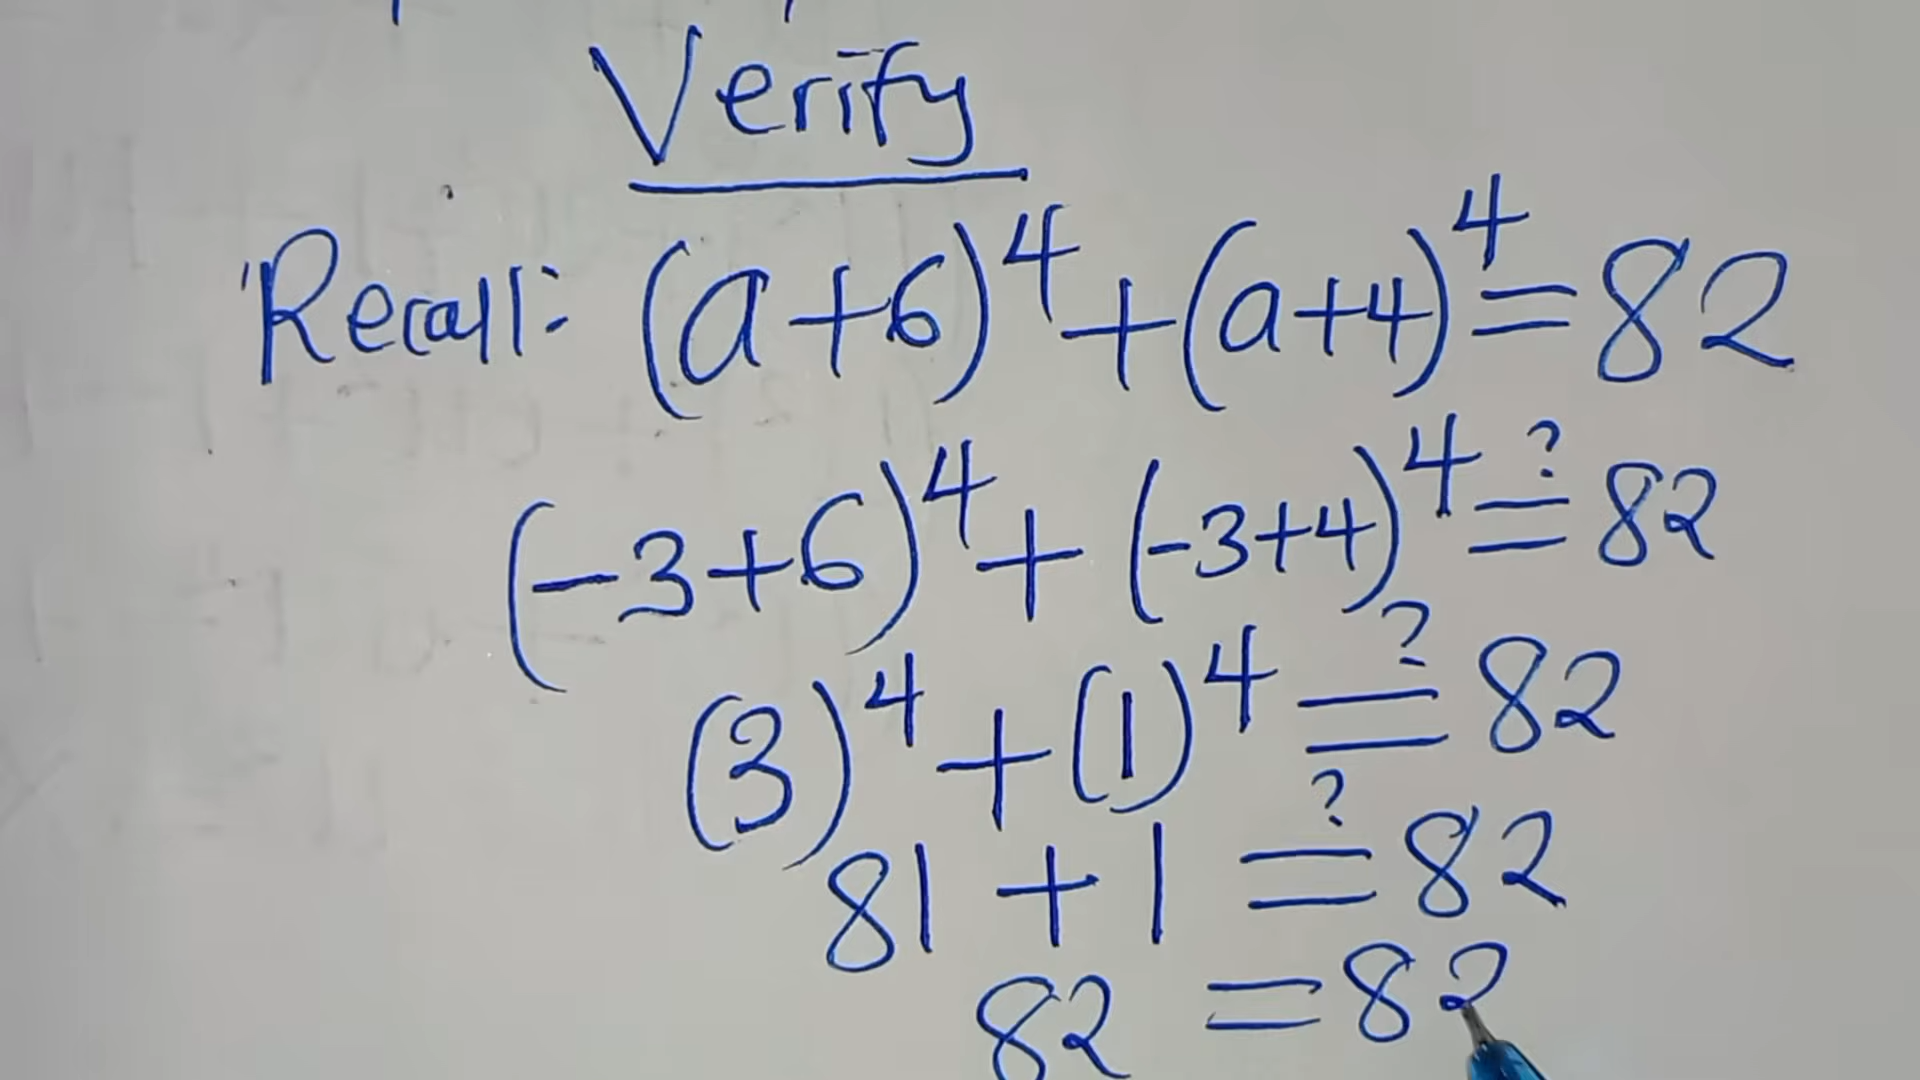 Verify
Recall: (a+6)⁴+(a+4)⁴=82
(-3+6)⁴+(-3+4)⁴≟82
(3)⁴+(1)⁴≟82
81+1≟82
82=82